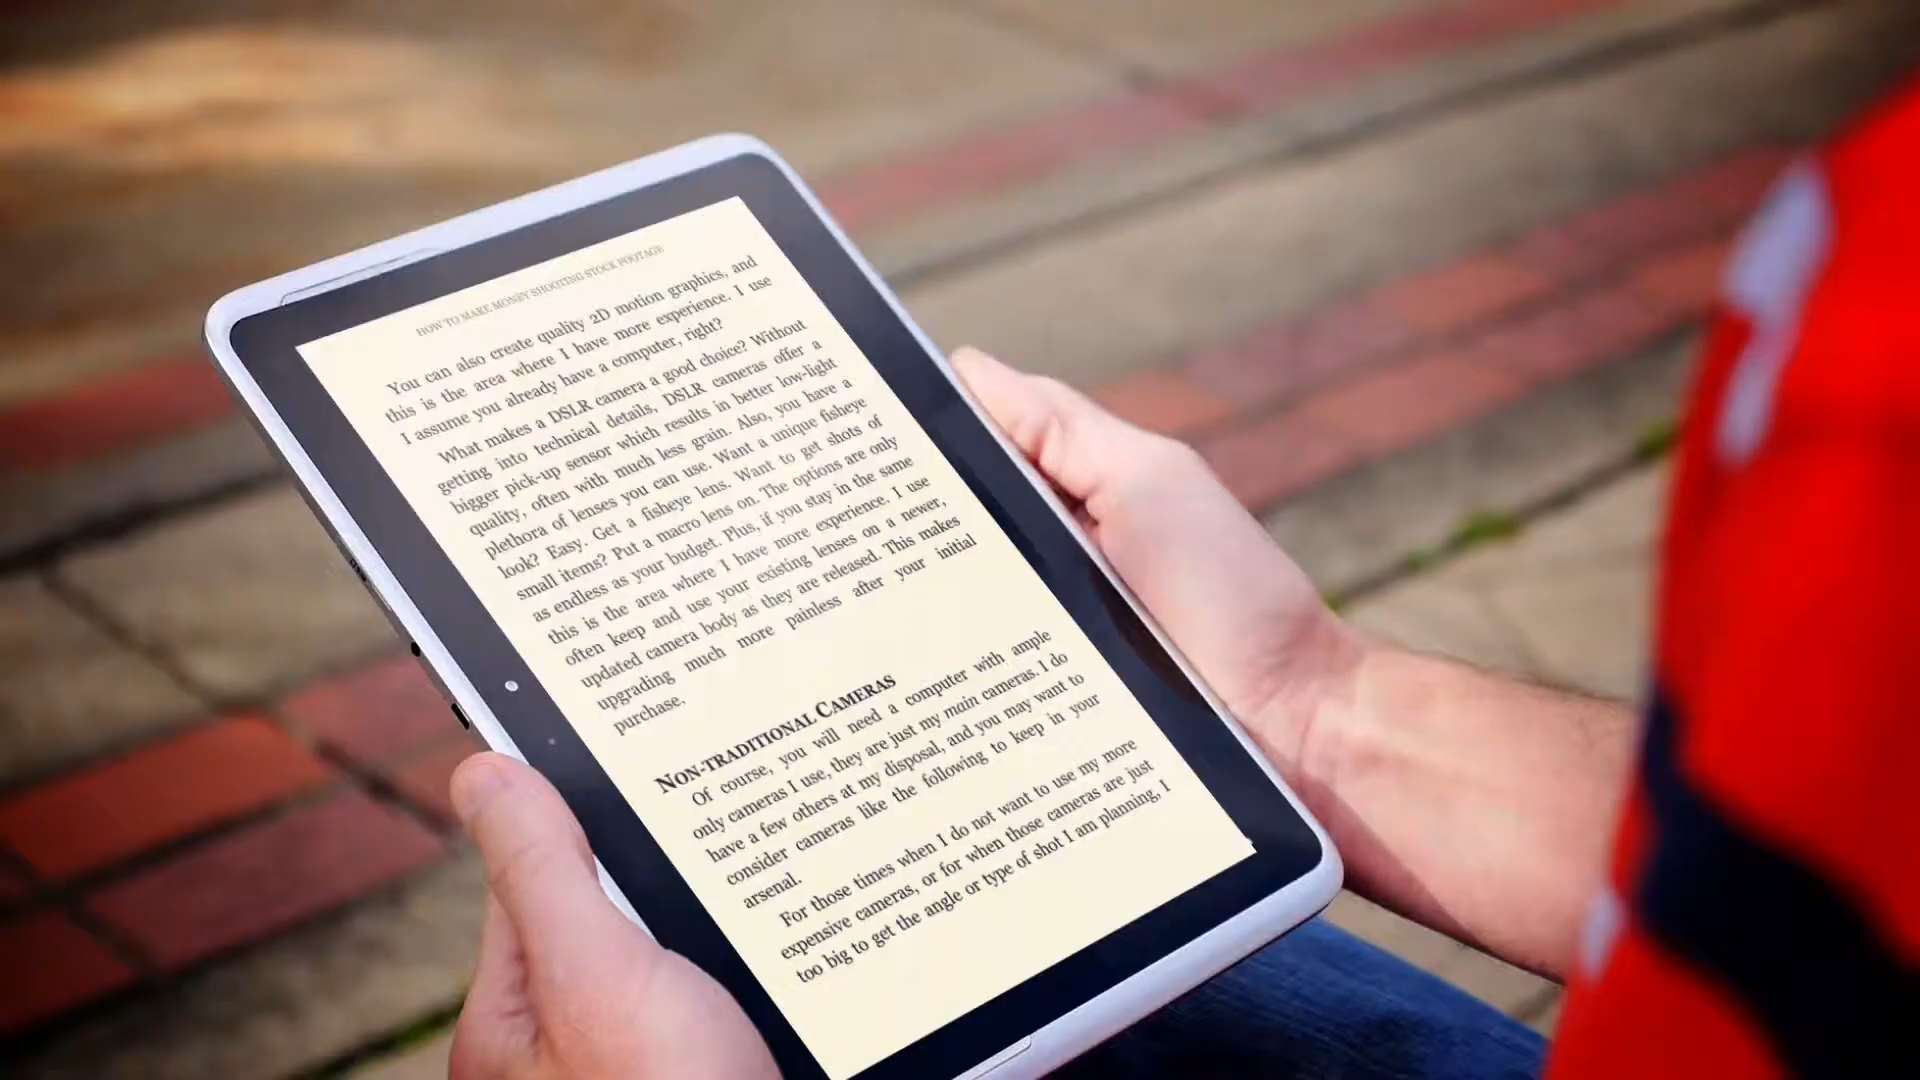 HOW TO MAKE MONEY SHOOTING STOCK FOOTAGE
You can also create quality 2D motion graphics, and
this is the area where I have more experience. I use
I assume you already have a computer, right?
What makes a DSLR camera a good choice? Without
getting into technical details, DSLR cameras offer a
bigger pick-up sensor which results in better low-light
quality, often with much less grain. Also, you have a
plethora of lenses you can use. Want a unique fisheye
look? Easy. Get a fisheye lens. Want to get shots of
small items? Put a macro lens on. The options are only
as endless as your budget. Plus, if you stay in the same
this is the area where I have more experience. I use
often keep and use your existing lenses on a newer,
updated camera body as they are released. This makes
upgrading much more painless after your initial
purchase,
NON-TRADITIONAL CAMERAS
Of course, you will need a computer with ample
only cameras I use, they are just my main cameras. I do
have a few others at my disposal, and you may want to
consider cameras like the following to keep in your
arsenal.
For those times when I do not want to use my more
expensive cameras, or for when those cameras are just
too big to get the angle or type of shot I am planning, I